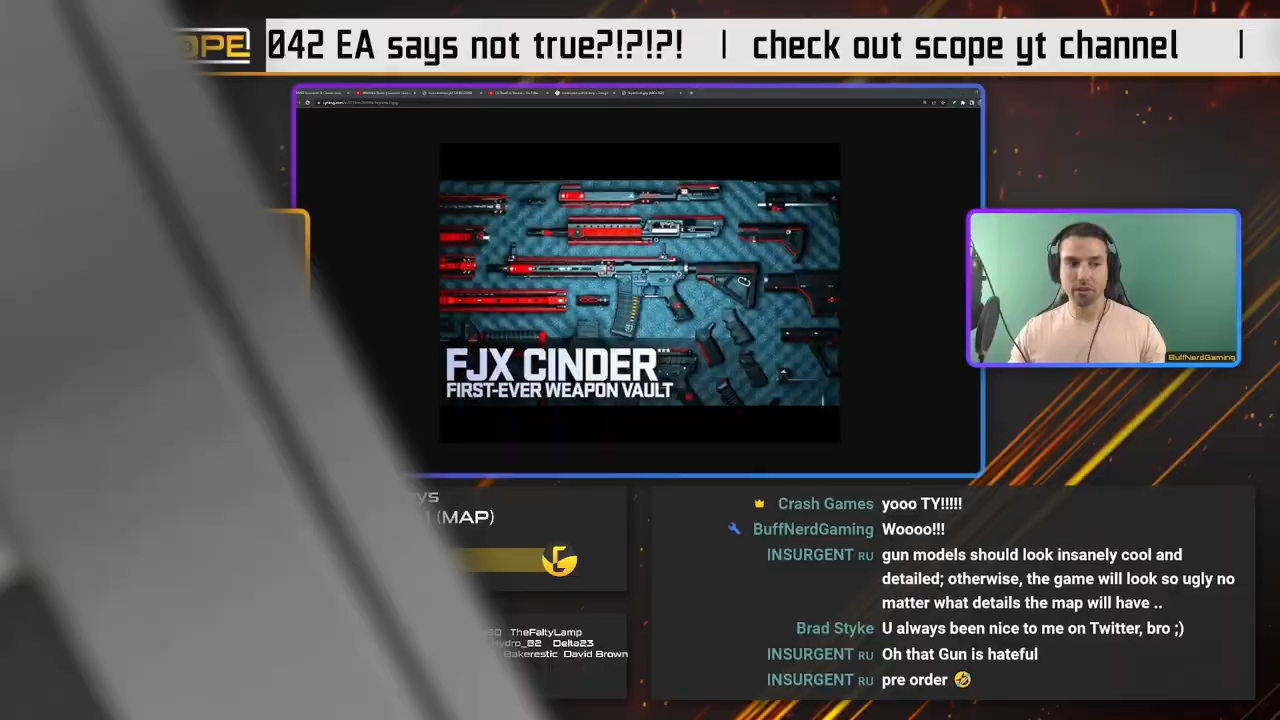 OPE
042 EA says not true?!?!?! | check out scope yt channel |
FJX CINDER
FIRST-EVER WEAPON VAULT
BuffNerdGaming
(MAP)
TheFaltyLamp
Hydro_82 Delta23
Bakerestic David Brown
Crash Games yooo TY!!!!!
BuffNerdGaming Woooo!!!
INSURGENT RU gun models should look insanely cool and
detailed; otherwise, the game will look so ugly no
matter what details the map will have ..
Brad Styke U always been nice to me on Twitter, bro ;)
INSURGENT RU Oh that Gun is hateful
INSURGENT RU pre order 🤣